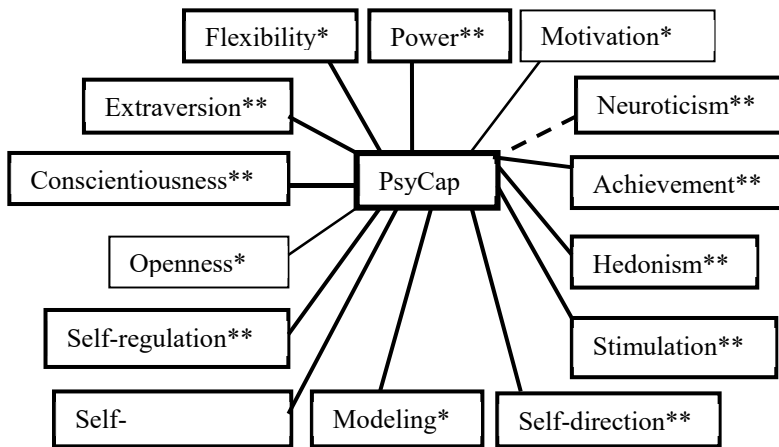 Flexibility*
Power**
Motivation*
Extraversion**
Neuroticism**
Conscientiousness**
PsyCap
Achievement**
Openness*
Hedonism**
Self-regulation**
Stimulation**
Self-
Modeling*
Self-direction**